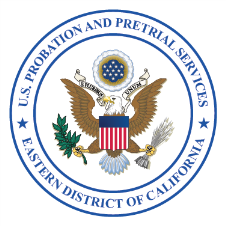 U.S. PROBATION AND PRETRIAL SERVICES
EASTERN DISTRICT OF CALIFORNIA